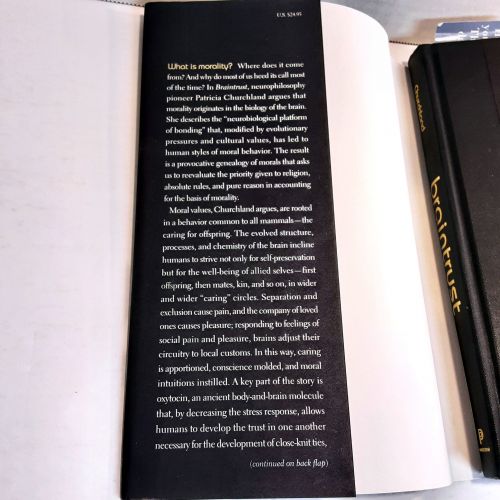 U.S. $24.95
What is morality? Where does it come
from? And why do most of us heed its call most
of the time? In Braintrust, neurophilosophy
pioneer Patricia Churchland argues that
morality originates in the biology of the brain.
She describes the "neurobiological platform
of bonding" that, modified by evolutionary
pressures and cultural values, has led to
human styles of moral behavior. The result
is a provocative genealogy of morals that asks
us to reevaluate the priority given to religion,
absolute rules, and pure reason in accounting
for the basis of morality.
Moral values, Churchland argues, are rooted
in a behavior common to all mammals—the
caring for offspring. The evolved structure,
processes, and chemistry of the brain incline
humans to strive not only for self-preservation
but for the well-being of allied selves—first
offspring, then mates, kin, and so on, in wider
and wider "caring" circles. Separation and
exclusion cause pain, and the company of loved
ones causes pleasure; responding to feelings of
social pain and pleasure, brains adjust their
circuitry to local customs. In this way, caring
is apportioned, conscience molded, and moral
intuitions instilled. A key part of the story is
oxytocin, an ancient body-and-brain molecule
that, by decreasing the stress response, allows
humans to develop the trust in one another
necessary for the development of close-knit ties,
(continued on back flap)
Churchland
braintrust